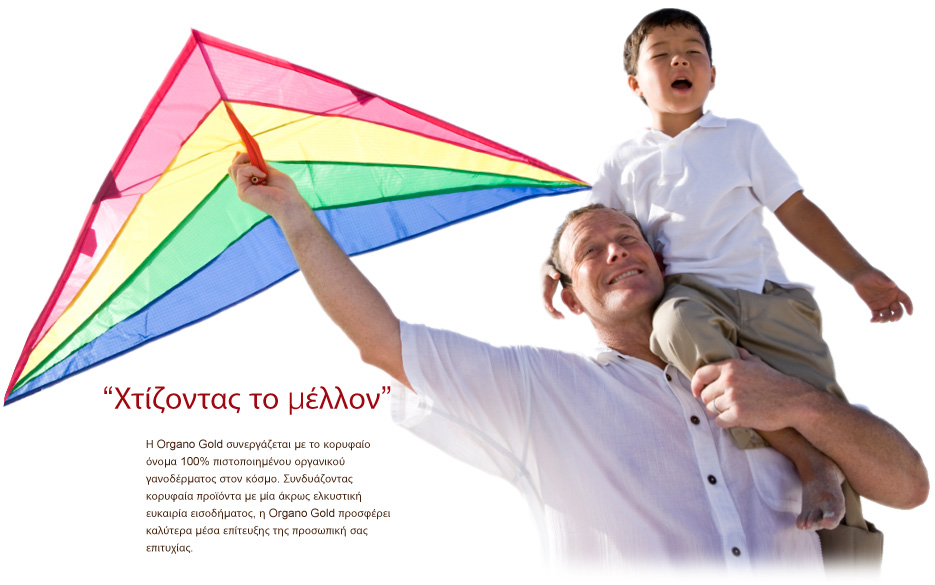 “Χτίζοντας το μέλλον”
Η Organo Gold συνεργάζεται με το κορυφαίο
όνομα 100% πιστοποιημένου οργανικού
γανοδέρματος στον κόσμο. Συνδυάζοντας
κορυφαία προϊόντα με μία άκρως ελκυστική
ευκαιρία εισοδήματος, η Organo Gold προσφέρει
καλύτερα μέσα επίτευξης της προσωπική σας
επιτυχίας.